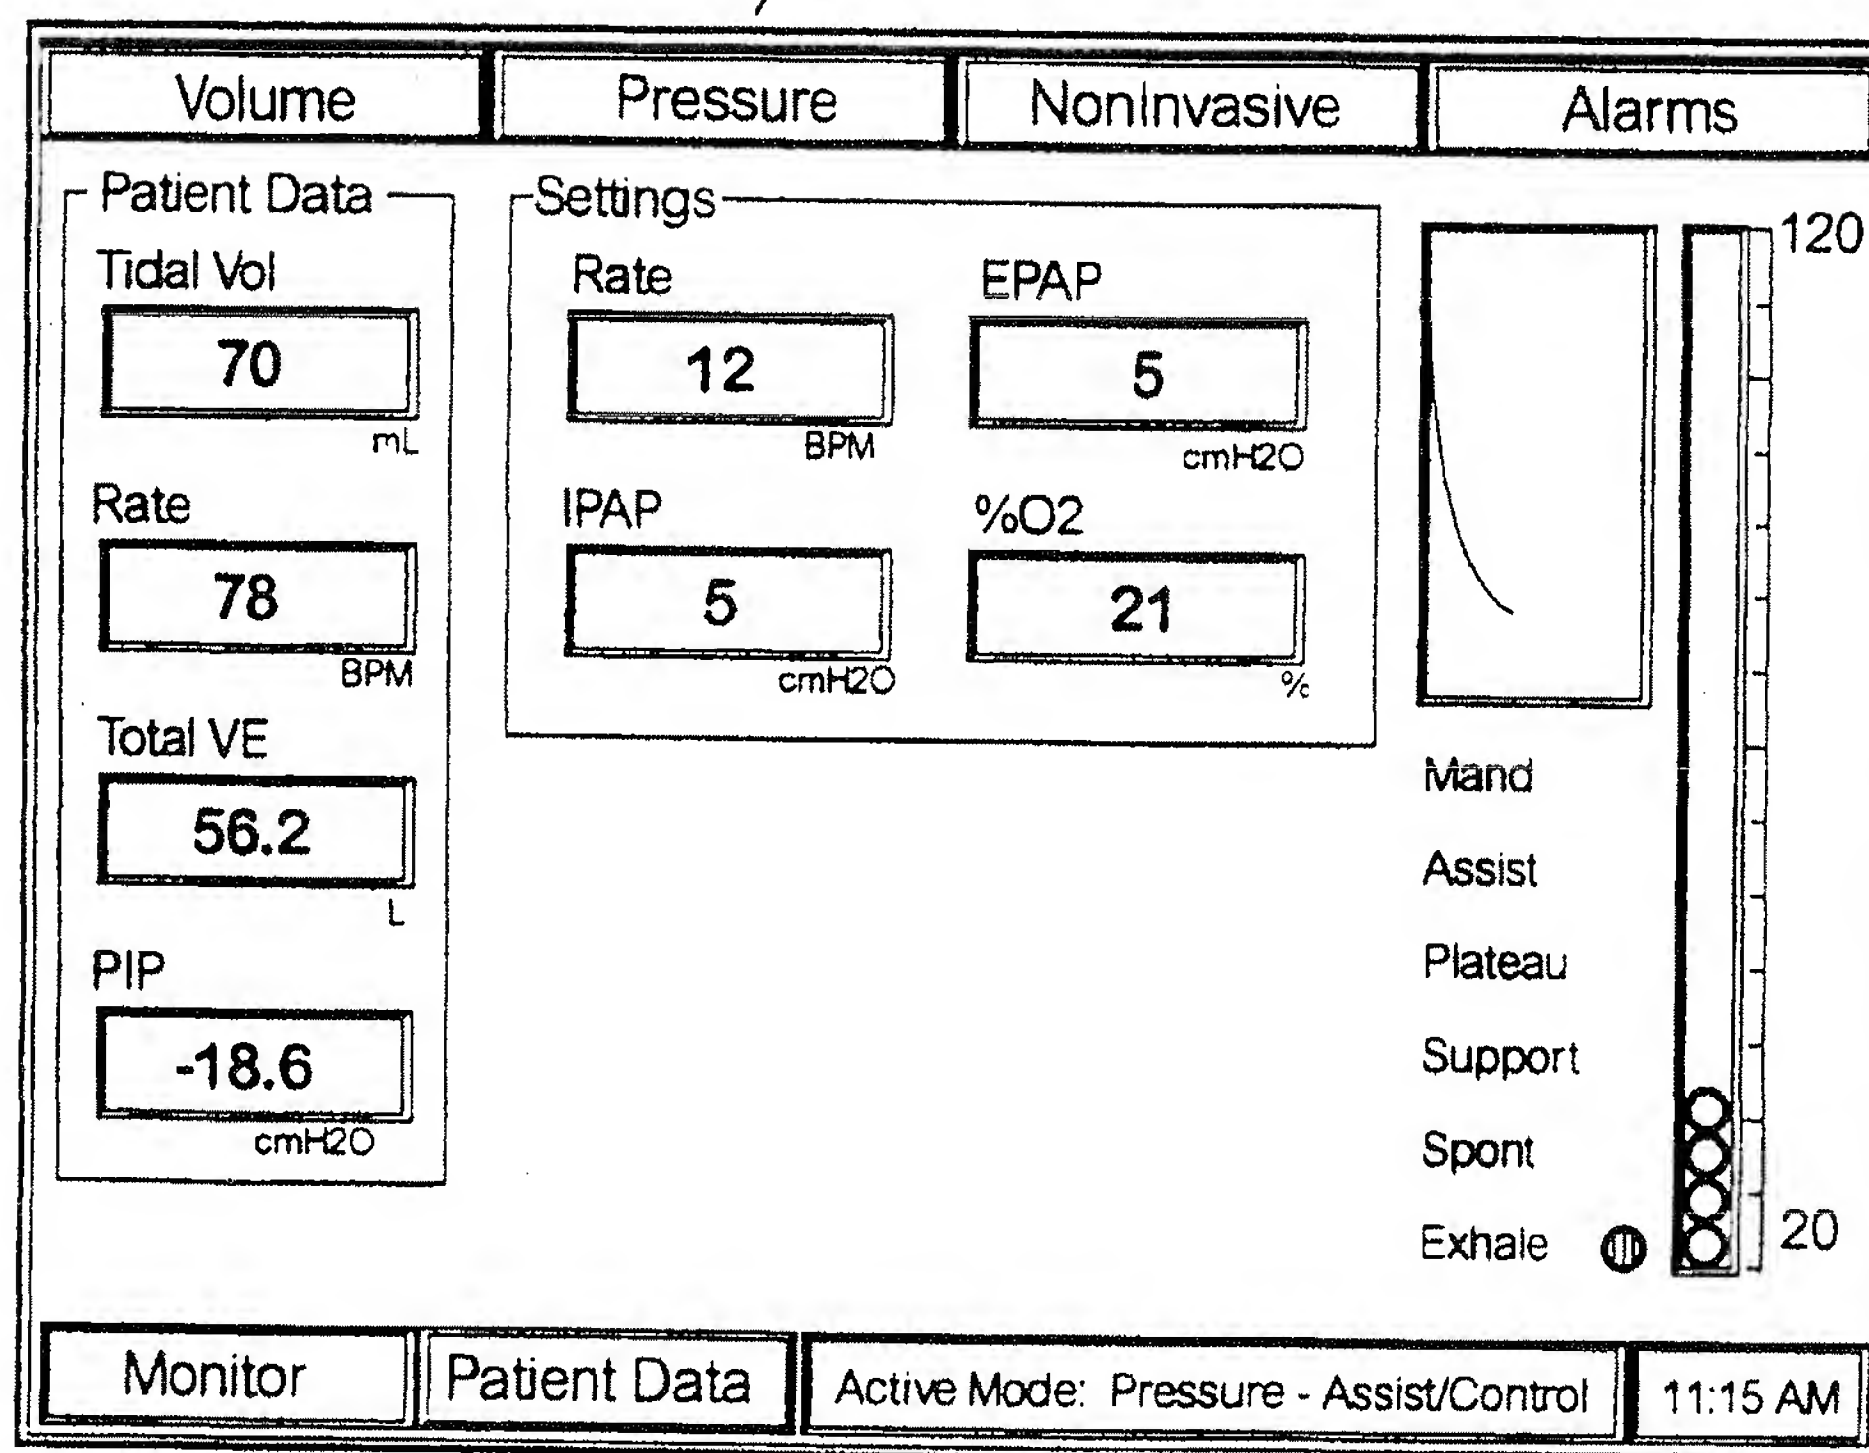 Volume Pressure NonInvasive Alarms
Patient Data
Tidal Vol
70
mL
Rate
78
BPM
Total VE
56.2
L
PIP
-18.6
cmH2O
Settings
Rate
12
BPM
EPAP
5
cmH2O
IPAP
5
cmH2O
%O2
21
%
120
Mand
Assist
Plateau
Support
Spont
Exhale
20
Monitor Patient Data Active Mode: Pressure - Assist/Control 11:15 AM